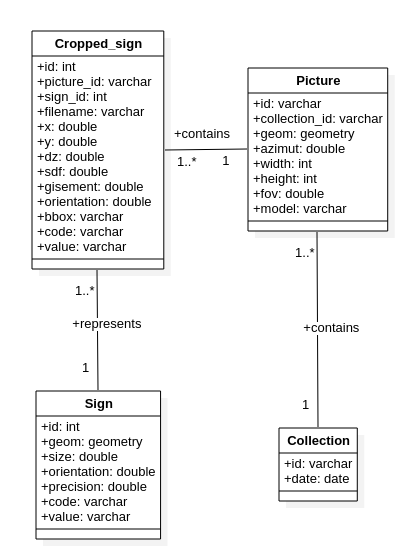 Cropped_sign
+id: int
+picture_id: varchar
+sign_id: int
+filename: varchar
+x: double
+y: double
+dz: double
+sdf: double
+gisement: double
+orientation: double
+bbox: varchar
+code: varchar
+value: varchar
+contains
1..*
1
Picture
+id: varchar
+collection_id: varchar
+geom: geometry
+azimut: double
+width: int
+height: int
+fov: double
+model: varchar
1..*
+represents
1
1..*
+contains
1
Sign
+id: int
+geom: geometry
+size: double
+orientation: double
+precision: double
+code: varchar
+value: varchar
Collection
+id: varchar
+date: date